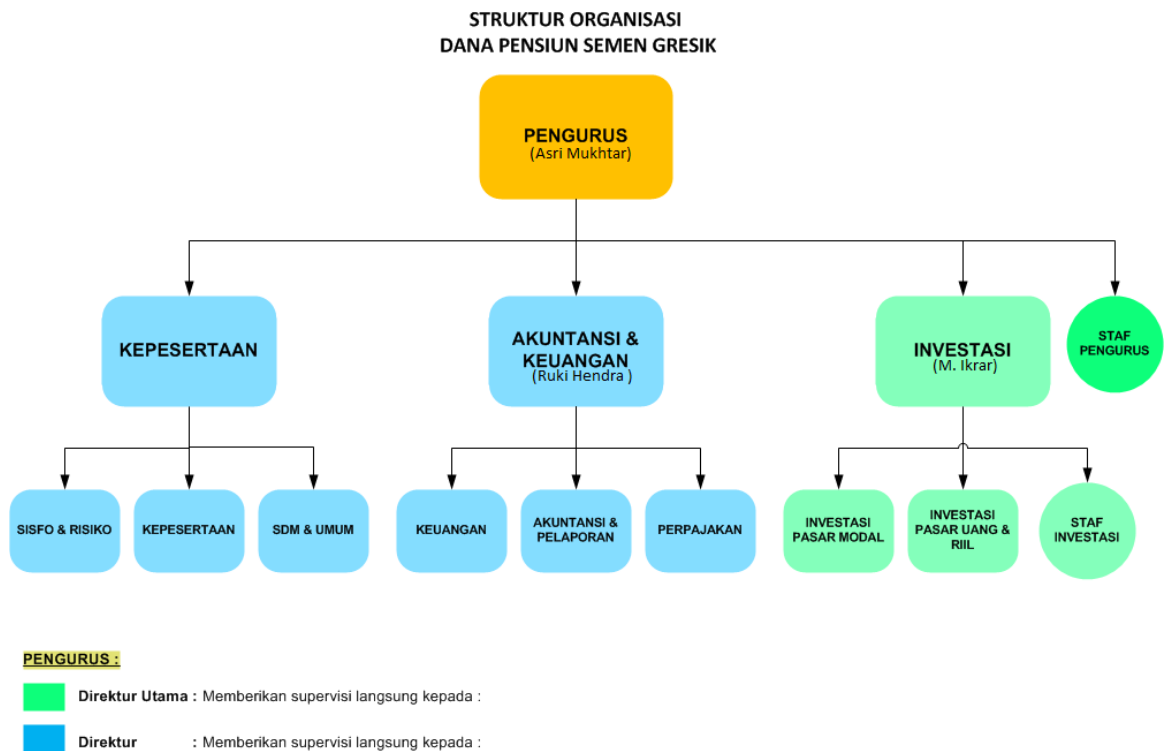 STRUKTUR ORGANISASI
DANA PENSIUN SEMEN GRESIK
PENGURUS
(Asri Mukhtar)
KEPESERTAAN
AKUNTANSI &
KEUANGAN
(Ruki Hendra )
INVESTASI
(M. Ikrar)
STAF
PENGURUS
SISFO & RISIKO
KEPESERTAAN
SDM & UMUM
KEUANGAN
AKUNTANSI &
PELAPORAN
PERPAJAKAN
INVESTASI
PASAR MODAL
INVESTASI
PASAR UANG &
RIIL
STAF
INVESTASI
PENGURUS :
Direktur Utama : Memberikan supervisi langsung kepada :
Direktur : Memberikan supervisi langsung kepada :